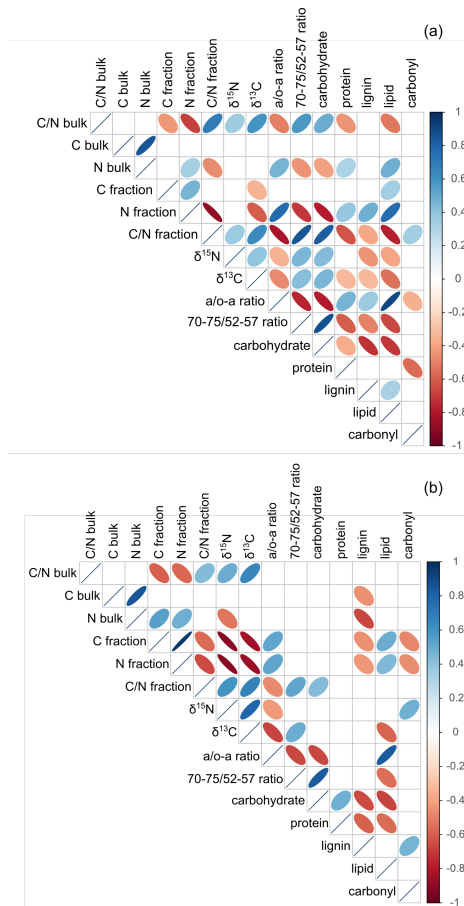 (a)
C/N bulk
C bulk
N bulk
C fraction
N fraction
C/N fraction
δ15N
δ13C
a/o-a ratio
70-75/52-57 ratio
carbohydrate
protein
lignin
lipid
carbonyl
C/N bulk
C bulk
N bulk
C fraction
N fraction
C/N fraction
δ15N
δ13C
a/o-a ratio
70-75/52-57 ratio
carbohydrate
protein
lignin
lipid
carbonyl
1
0.8
0.6
0.4
0.2
0
-0.2
-0.4
-0.6
-0.8
-1
(b)
C/N bulk
C bulk
N bulk
C fraction
N fraction
C/N fraction
δ15N
δ13C
a/o-a ratio
70-75/52-57 ratio
carbohydrate
protein
lignin
lipid
carbonyl
C/N bulk
C bulk
N bulk
C fraction
N fraction
C/N fraction
δ15N
δ13C
a/o-a ratio
70-75/52-57 ratio
carbohydrate
protein
lignin
lipid
carbonyl
1
0.8
0.6
0.4
0.2
0
-0.2
-0.4
-0.6
-0.8
-1